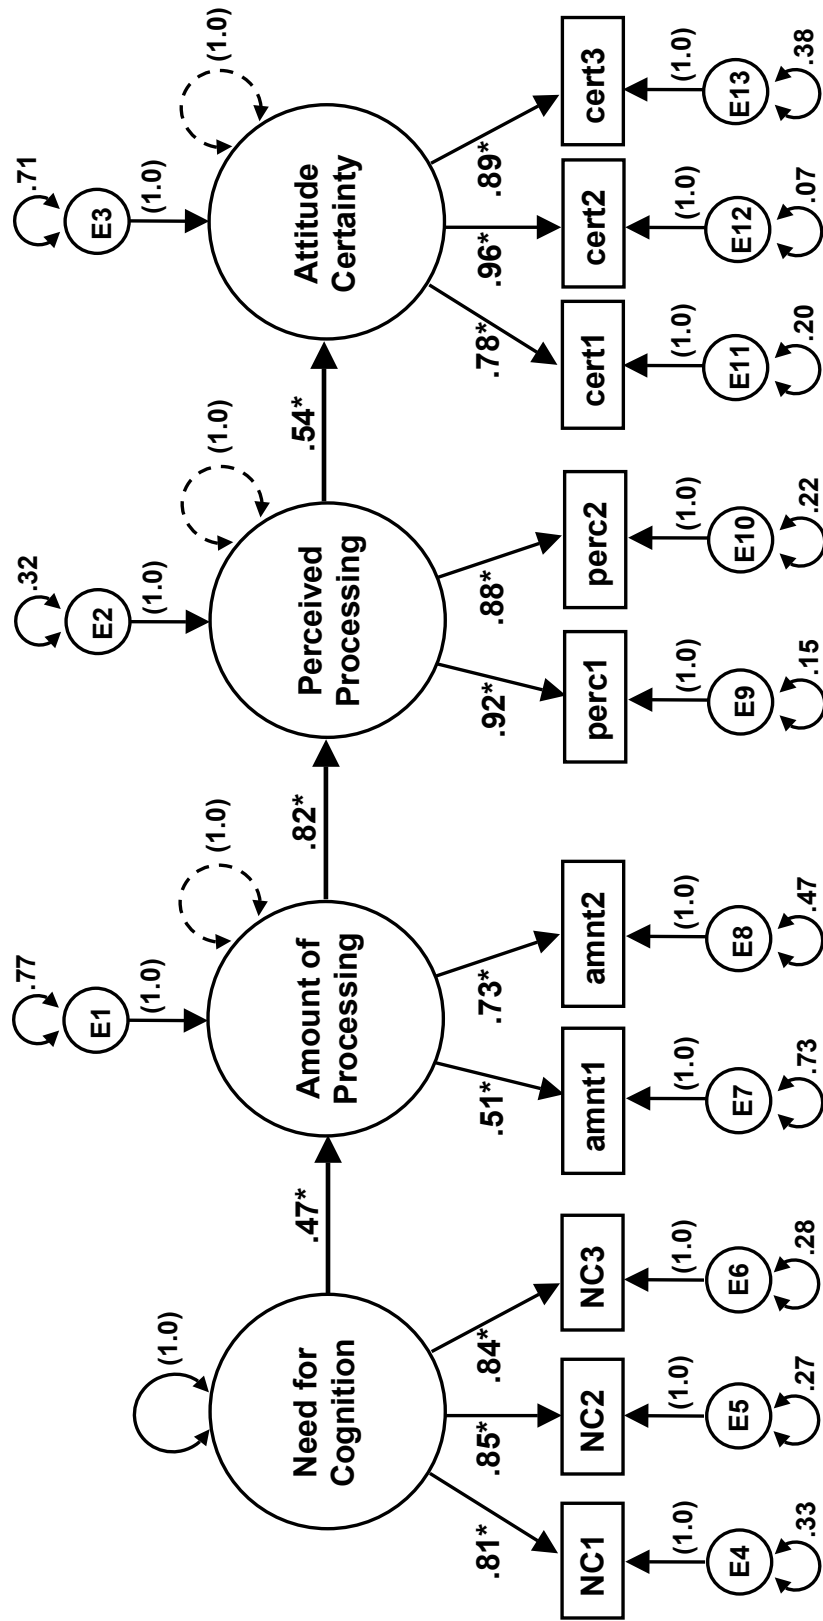 .77
.32
.71
E1
E2
E3
(1.0)
(1.0)
(1.0)
(1.0)
(1.0)
(1.0)
(1.0)
Need for
Cognition
.47*
Amount of
Processing
.82*
Perceived
Processing
.54*
Attitude
Certainty
.81*
.85*
.84*
.51*
.73*
.92*
.88*
.78*
.96*
.89*
NC1
NC2
NC3
amnt1
amnt2
perc1
perc2
cert1
cert2
cert3
(1.0)
(1.0)
(1.0)
(1.0)
(1.0)
(1.0)
(1.0)
(1.0)
(1.0)
(1.0)
E4
E5
E6
E7
E8
E9
E10
E11
E12
E13
.33
.27
.28
.73
.47
.15
.22
.20
.07
.38